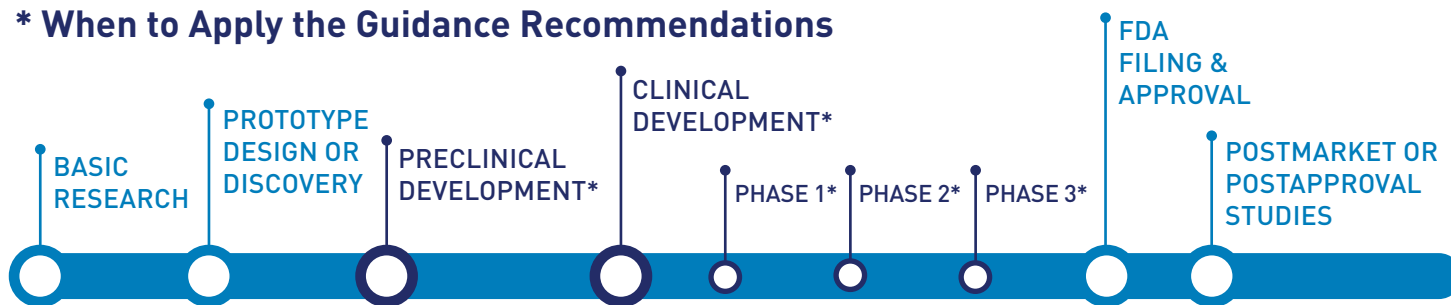 * When to Apply the Guidance Recommendations
BASIC
RESEARCH
PROTOTYPE
DESIGN OR
DISCOVERY
PRECLINICAL
DEVELOPMENT*
CLINICAL
DEVELOPMENT*
PHASE 1*
PHASE 2*
PHASE 3*
FDA
FILING &
APPROVAL
POSTMARKET OR
POSTAPPROVAL
STUDIES